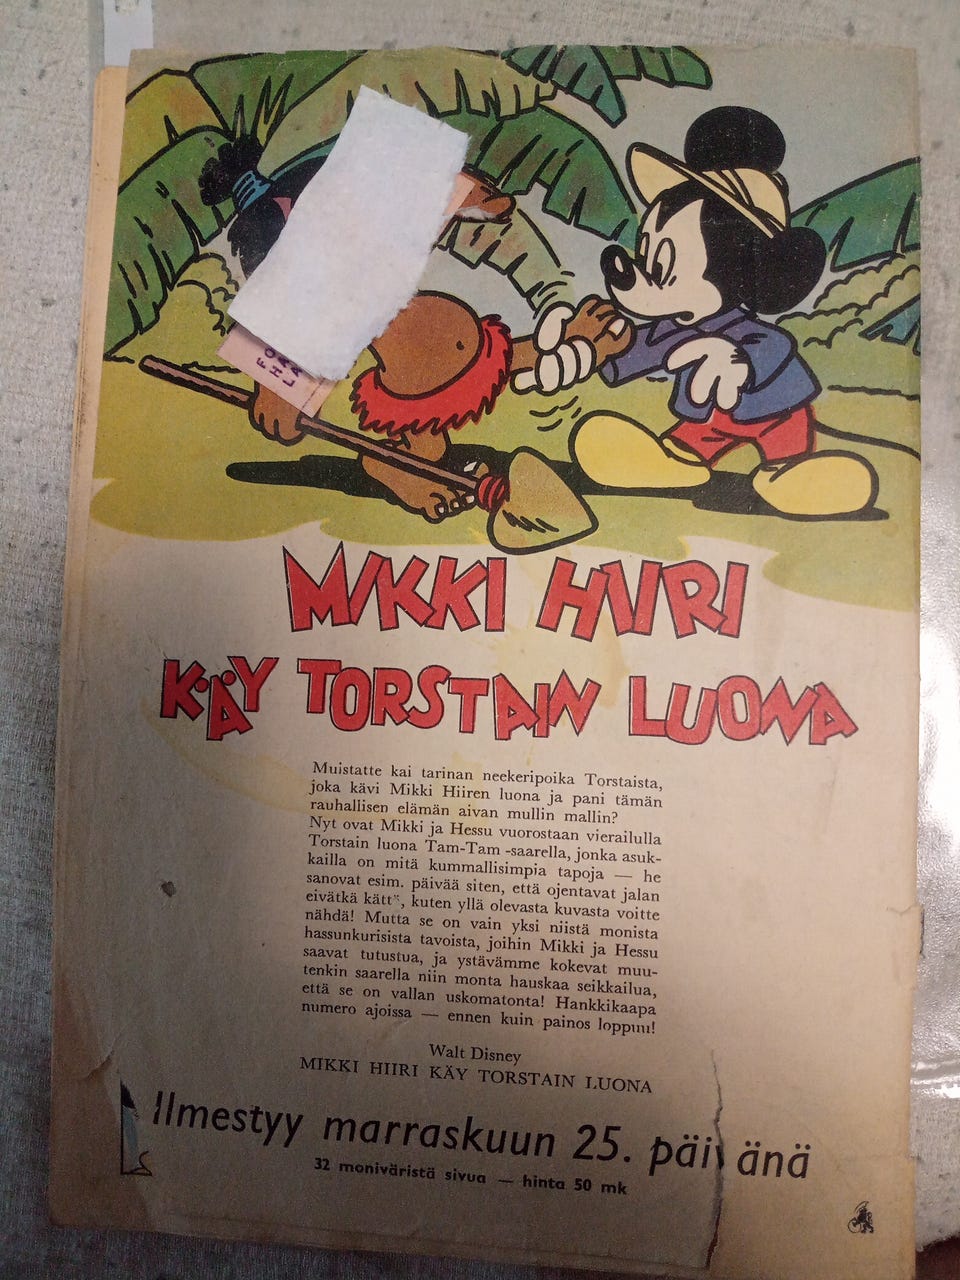 FO
HA
LA
MIKKI HIIRI
KÄY TORSTAIN LUONA
Muistatte kai tarinan neekeripoika Torstaista,
joka kävi Mikki Hiiren luona ja pani tämän
rauhallisen elämän aivan mullin mallin?
Nyt ovat Mikki ja Hessu vuorostaan vierailulla
Torstain luona Tam-Tam -saarella, jonka asuk-
kailla on mitä kummallisimpia tapoja — he
sanovat esim. päivää siten, että ojentavat jalan
eivätkä kätt", kuten yllä olevasta kuvasta voitte
nähdä! Mutta se on vain yksi niistä monista
hassunkurisista tavoista, joihin Mikki ja Hessu
saavat tutustua, ja ystävämme kokevat muu-
tenkin saarella niin monta hauskaa seikkailua,
että se on vallan uskomatonta! Hankkikaapa
numero ajoissa — ennen kuin painos loppuu!
Walt Disney
MIKKI HIIRI KÄY TORSTAIN LUONA
Ilmestyy marraskuun 25. päivänä
32 moniväristä sivua — hinta 50 mk